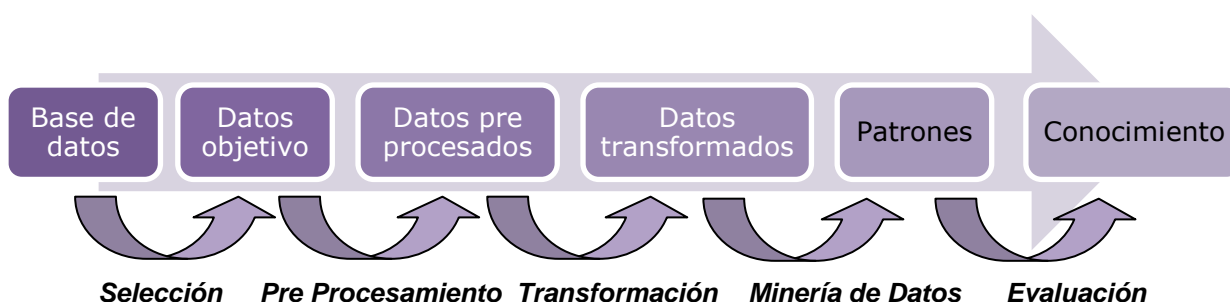 Base de
datos
Datos
objetivo
Datos pre
procesados
Datos
transformados
Patrones
Conocimiento
Selección
Pre Procesamiento
Transformación
Minería de Datos
Evaluación